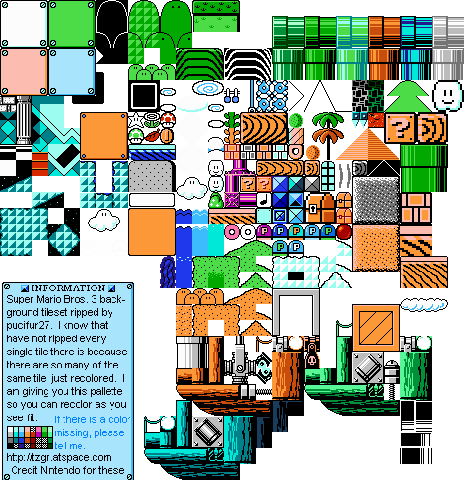 INFORMATION
Super Mario Bros. 3 back-
ground tileset ripped by
pucifur27. I know that
have not ripped every
single tile there is because
there are so many of the
same tile just recolored. I
am giving you this pallete
so you can recolor as you
see fit. If there is a color
missing, please
tell me.
http://tzgr.atspace.com
Credit Nintendo for these